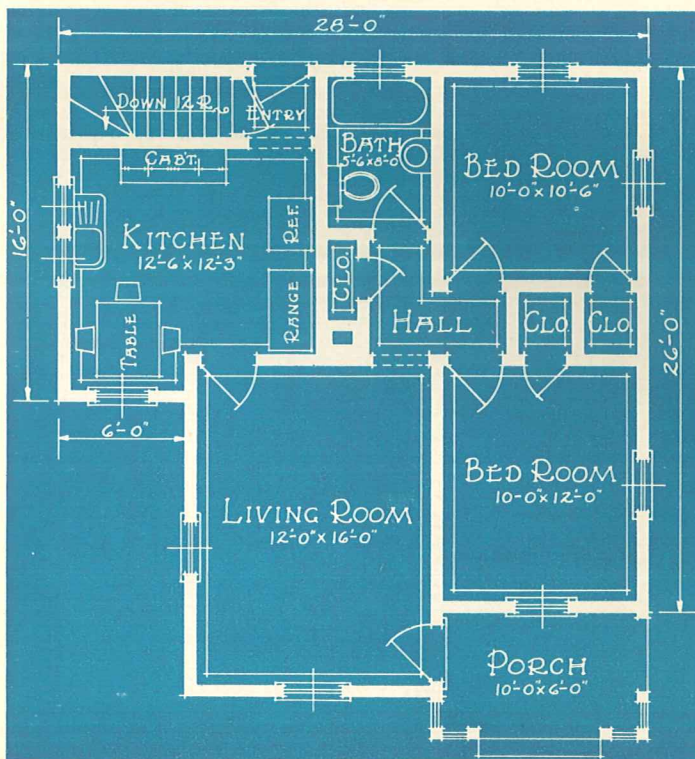 28'-0"
DOWN 12 R
ENTRY
BATH
5'-6"x8'-0"
CAB'T.
BED ROOM
10'-0"x10'-6"
16'-0"
KITCHEN
12'-6"x12'-3"
REF.
CLO.
HALL
CLO.
CLO.
RANGE
TABLE
26'-0"
6'-0"
BED ROOM
10-0"x12'-0"
LIVING ROOM
12'-0"x16'-0"
PORCH
10'-0"x6'-0"